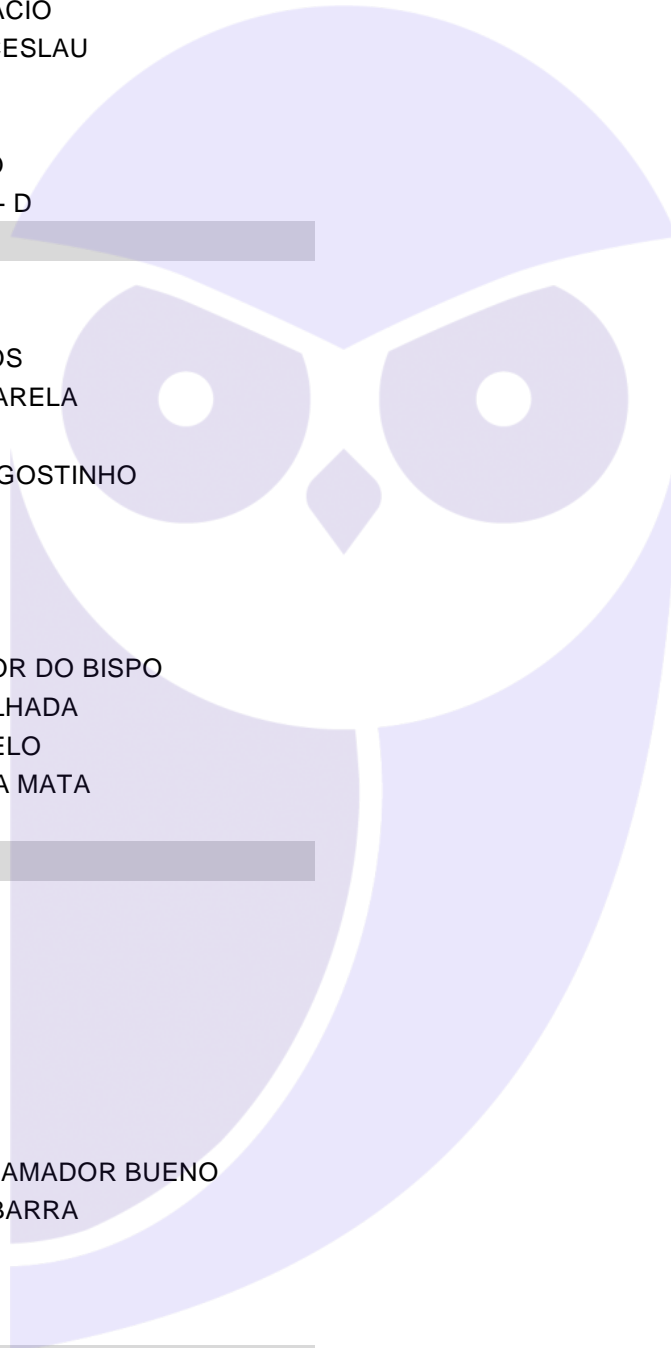 ACIO
ESLAU
O
- D
OS
ARELA
GOSTINHO
OR DO BISPO
LHADA
ELO
A MATA
AMADOR BUENO
BARRA